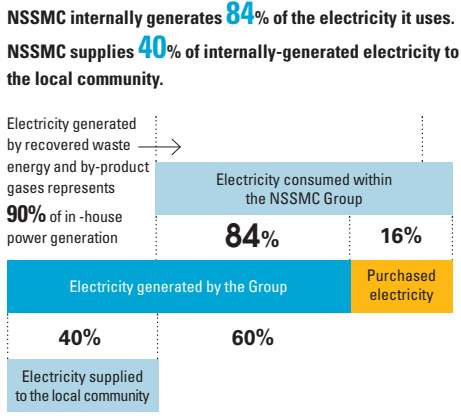 NSSMC internally generates 84% of the electricity it uses.
NSSMC supplies 40% of internally-generated electricity to
the local community.
Electricity generated
by recovered waste
energy and by-product
gases represents
90% of in -house
power generation
Electricity consumed within
the NSSMC Group
84%
16%
Electricity generated by the Group
Purchased
electricity
40%
60%
Electricity supplied
to the local community